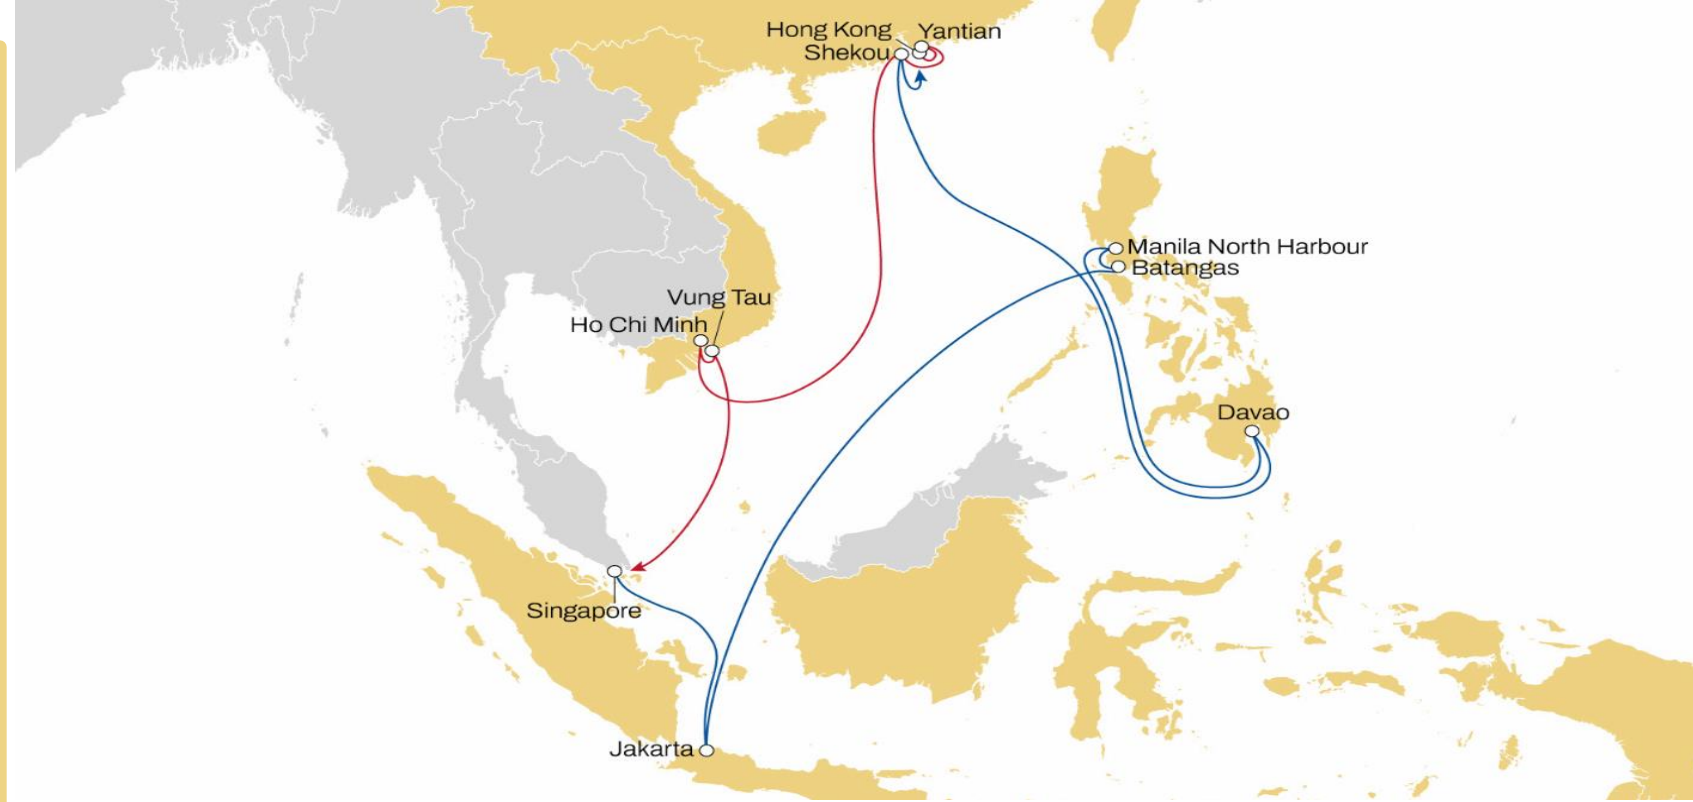 Hong Kong
Yantian
Shekou
Manila North Harbour
Batangas
Vung Tau
Ho Chi Minh
Davao
Singapore
Jakarta